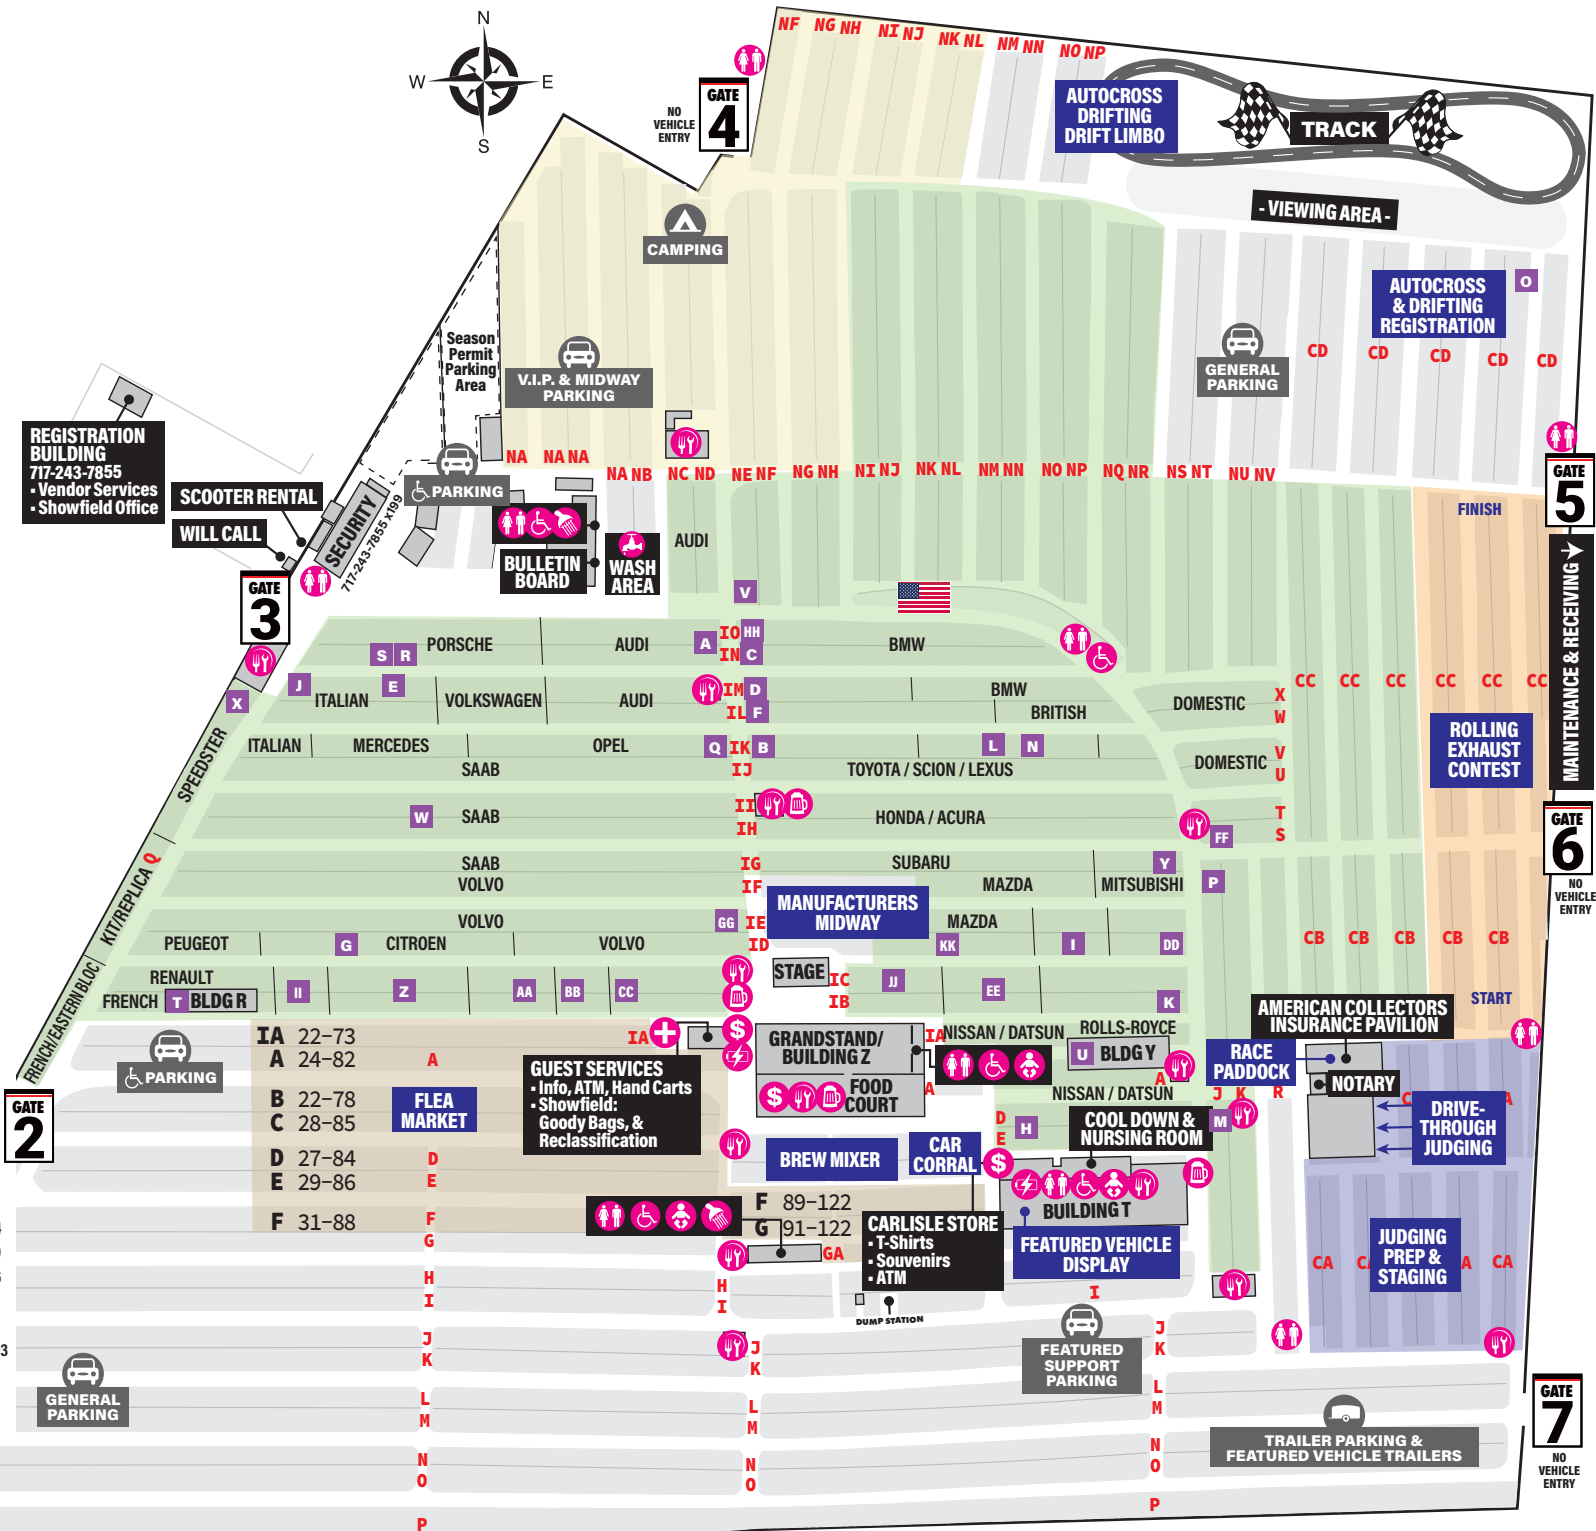 N
W
E
S
NO
VEHICLE
ENTRY
GATE
4
NF NG NH NI NJ NK NL NM NN NO NP
AUTOCROSS
DRIFTING
DRIFT LIMBO
TRACK
- VIEWING AREA -
CAMPING
AUTOCROSS
& DRIFTING
REGISTRATION
O
CD CD CD CD CD
GENERAL
PARKING
Season
Permit
Parking
Area
V.I.P. & MIDWAY
PARKING
REGISTRATION
BUILDING
717-243-7855
▪ Vendor Services
▪ Showfield Office
SCOOTER RENTAL
WILL CALL
SECURITY
717-243-7855 x199
PARKING
NA NA NA
NA NB NC ND NE NF NG NH NI NJ NK NL NM NN NO NP NQ NR NS NT NU NV
GATE
5
FINISH
BULLETIN
BOARD
WASH
AREA
AUDI
V
MAINTENANCE & RECEIVING
GATE
3
S R PORSCHE AUDI A IO HH
IN C
BMW
X J ITALIAN E VOLKSWAGEN AUDI IM D
IL F
BMW
BRITISH
DOMESTIC
X
W
CC CC CC CC CC CC
ITALIAN MERCEDES OPEL Q IK B L N
SAAB IJ TOYOTA / SCION / LEXUS
DOMESTIC
V
U
ROLLING
EXHAUST
CONTEST
SPEEDSTER
W SAAB II
IH
HONDA / ACURA
FF
T
S
GATE
6
NO
VEHICLE
ENTRY
KIT/REPLICA Q
SAAB IG SUBARU Y
VOLVO IF MAZDA MITSUBISHI P
MANUFACTURERS
MIDWAY
VOLVO GG IE MAZDA
PEUGEOT G CITROEN VOLVO ID KK I DD
CB CB CB CB CB
FRENCH/EASTERN BLOC
RENAULT
FRENCH T BLDG R II Z AA BB CC
STAGE
IC
IB
JJ EE K
START
AMERICAN COLLECTORS
INSURANCE PAVILION
PARKING
IA 22–73
A 24–82
B 22–78
C 28–85
D 27–84
E 29–86
F 31–88
A
FLEA
MARKET
D
E
F
G
H
I
J
K
L
M
N
O
P
IA
GUEST SERVICES
▪ Info, ATM, Hand Carts
▪ Showfield:
Goody Bags, &
Reclassification
GRANDSTAND/
BUILDING Z
FOOD
COURT
IA
A
NISSAN / DATSUN ROLLS-ROYCE
U BLDG Y
A
NISSAN / DATSUN
RACE
PADDOCK
NOTARY
J K R
DRIVE-
THROUGH
JUDGING
C A
GATE
2
D
E
H
COOL DOWN &
NURSING ROOM
M
BREW MIXER
CAR
CORRAL
F 89–122
G 91–122
GA
BUILDING T
CARLISLE STORE
▪ T-Shirts
▪ Souvenirs
▪ ATM
FEATURED VEHICLE
DISPLAY
JUDGING
PREP &
STAGING
CA CA A CA
H
I
I
DUMP STATION
J
K
L
M
N
O
FEATURED
SUPPORT
PARKING
J
K
L
M
N
O
P
3
GENERAL
PARKING
TRAILER PARKING &
FEATURED VEHICLE TRAILERS
GATE
7
NO
VEHICLE
ENTRY